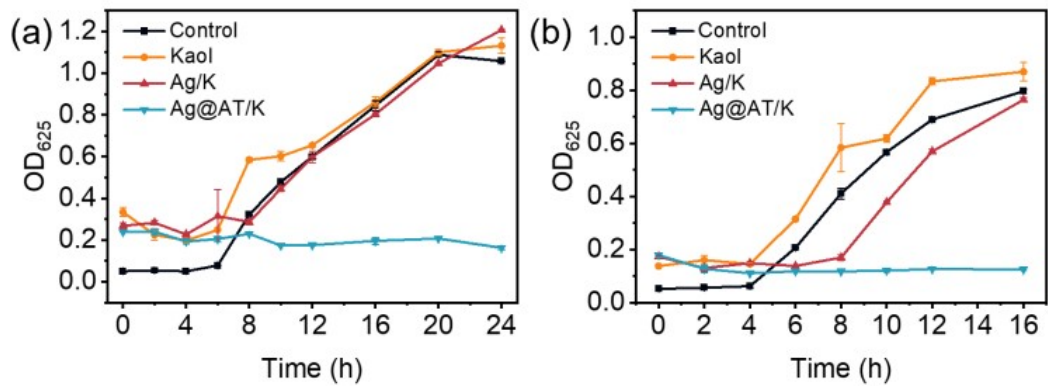 (a)
Control
Kaol
Ag/K
Ag@AT/K
OD625
1.2
1.0
0.8
0.6
0.4
0.2
0.0
0 4 8 12 16 20 24
Time (h)
(b)
Control
Kaol
Ag/K
Ag@AT/K
OD625
1.0
0.8
0.6
0.4
0.2
0.0
0 2 4 6 8 10 12 14 16
Time (h)